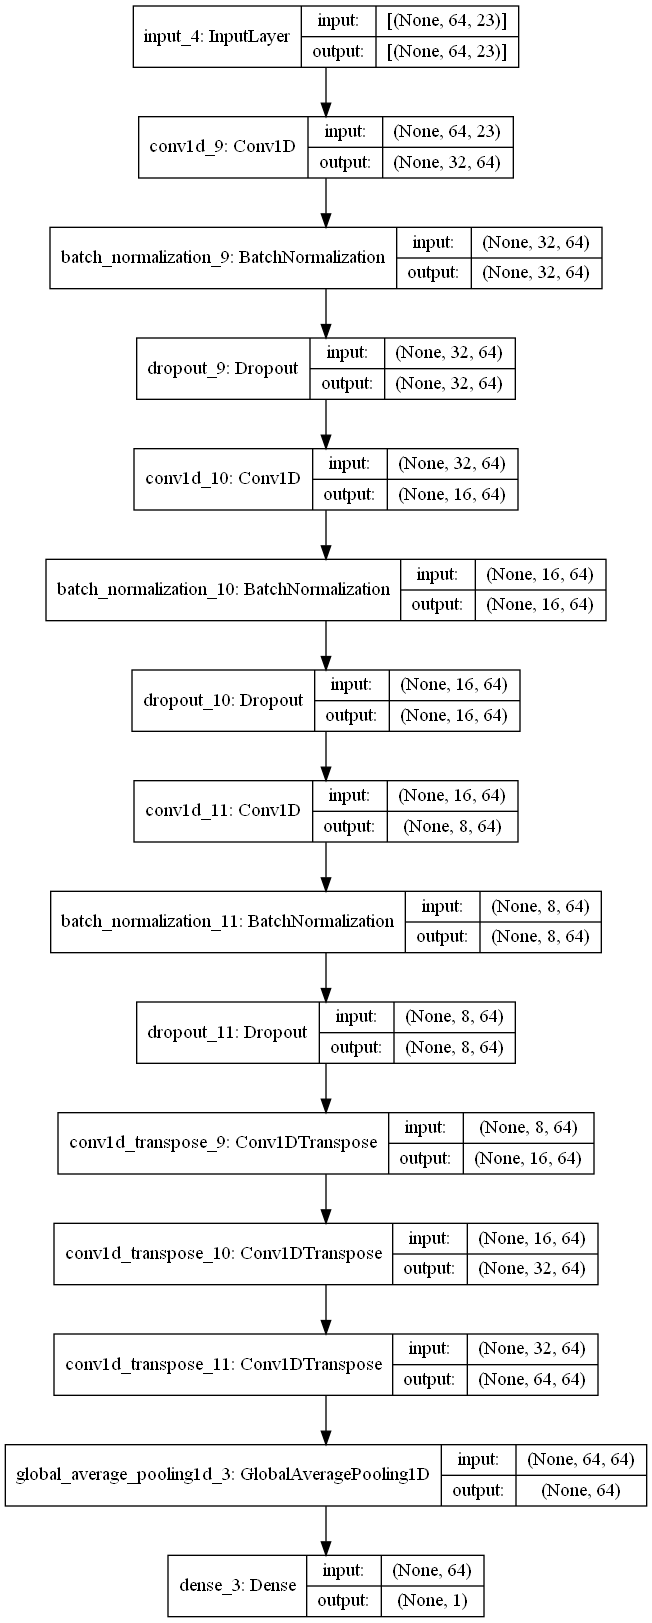 input_4: InputLayer
input: [(None, 64, 23)]
output: [(None, 64, 23)]
conv1d_9: Conv1D
input: (None, 64, 23)
output: (None, 32, 64)
batch_normalization_9: BatchNormalization
input: (None, 32, 64)
output: (None, 32, 64)
dropout_9: Dropout
input: (None, 32, 64)
output: (None, 32, 64)
conv1d_10: Conv1D
input: (None, 32, 64)
output: (None, 16, 64)
batch_normalization_10: BatchNormalization
input: (None, 16, 64)
output: (None, 16, 64)
dropout_10: Dropout
input: (None, 16, 64)
output: (None, 16, 64)
conv1d_11: Conv1D
input: (None, 16, 64)
output: (None, 8, 64)
batch_normalization_11: BatchNormalization
input: (None, 8, 64)
output: (None, 8, 64)
dropout_11: Dropout
input: (None, 8, 64)
output: (None, 8, 64)
conv1d_transpose_9: Conv1DTranspose
input: (None, 8, 64)
output: (None, 16, 64)
conv1d_transpose_10: Conv1DTranspose
input: (None, 16, 64)
output: (None, 32, 64)
conv1d_transpose_11: Conv1DTranspose
input: (None, 32, 64)
output: (None, 64, 64)
global_average_pooling1d_3: GlobalAveragePooling1D
input: (None, 64, 64)
output: (None, 64)
dense_3: Dense
input: (None, 64)
output: (None, 1)